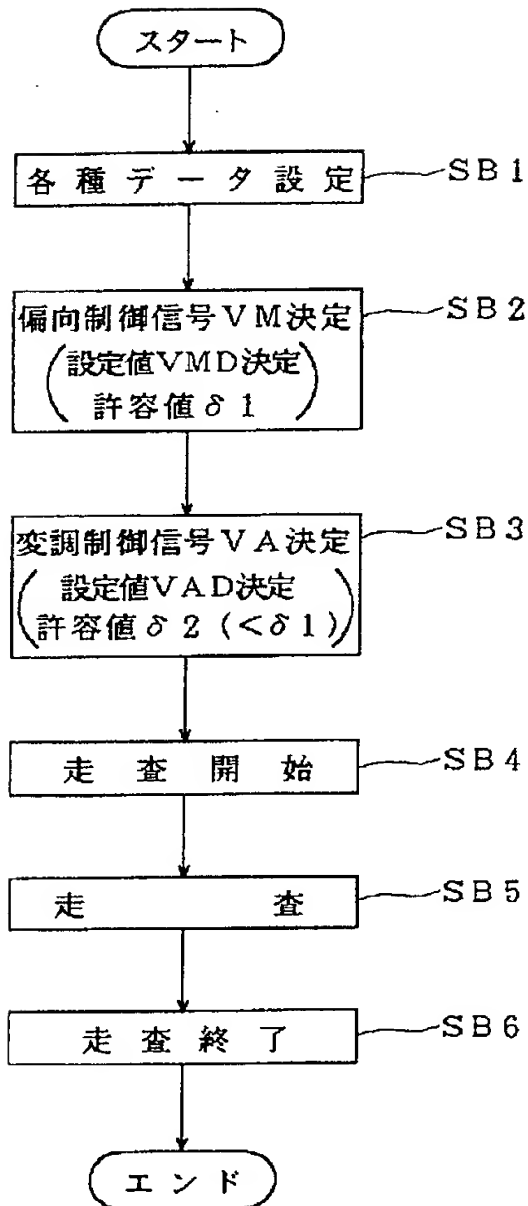 スタート
各種データ設定 SB1
偏向制御信号VM決定 SB2
(設定値VMD決定
許容値δ1)
変調制御信号VA決定 SB3
(設定値VAD決定
許容値δ2(<δ1))
走査開始 SB4
走査 SB5
走査終了 SB6
エンド